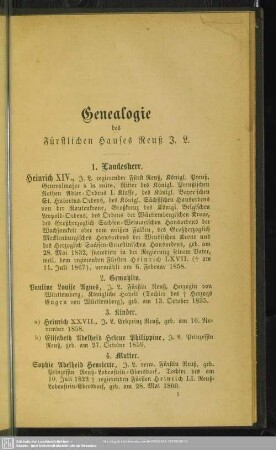 Genealogie
des
Fürstlichen Hauses Reuß J. L.
1. Landesherr.
Heinrich XIV., J. L. regierender Fürst Reuß, Königl. Preuß.
Generalmajor à la suite, Ritter des Königl. Preußischen
Rothen Adler-Ordens I. Klasse, des Königl. Bayerischen
St. Hubertus-Ordens, des Königl. Sächsischen Hausordens
von der Rautenkrone, Großkreuz des Königl. Belgischen
Leopold-Ordens, des Ordens der Württembergischen Krone,
des Großherzoglich Sachsen-Weimarischen Hausordens der
Wachsamkeit oder vom weißen Falken, des Großherzoglich
Mecklenburgischen Hausordens der Wendischen Krone und
des Herzoglich Sachsen-Ernestinischen Hausordens, geb. am
28. Mai 1832, succedirt in der Regierung seinem Vater,
weil. dem regierenden Fürsten Heinrich LXVII. († am
11. Juli 1867), vermählt am 6. Februar 1858.
2. Gemahlin.
Pauline Louise Agnes, J. L. Fürstin Reuß, Herzogin von
Württemberg, Königliche Hoheit (Tochter des † Herzog
Eugen von Württemberg), geb. am 13. October 1835.
3. Kinder.
a) Heinrich XXVII., J. L. Erbprinz Reuß, geb. am 10. No-
vember 1858.
b) Elisabeth Adelheid Helene Philippine, J. L. Prinzessin
Reuß, geb. am 27. October 1859.
4. Mutter.
Sophie Adelheid Henriette, J. L. verw. Fürstin Reuß, geb.
Prinzessin Reuß-Lobenstein-Ebersdorf, Tochter des am
10. Juli 1822 † regierenden Fürsten Heinrich LI. Reuß-
Lobenstein-Ebersdorf, geb. am 28. Mai 1800.
1